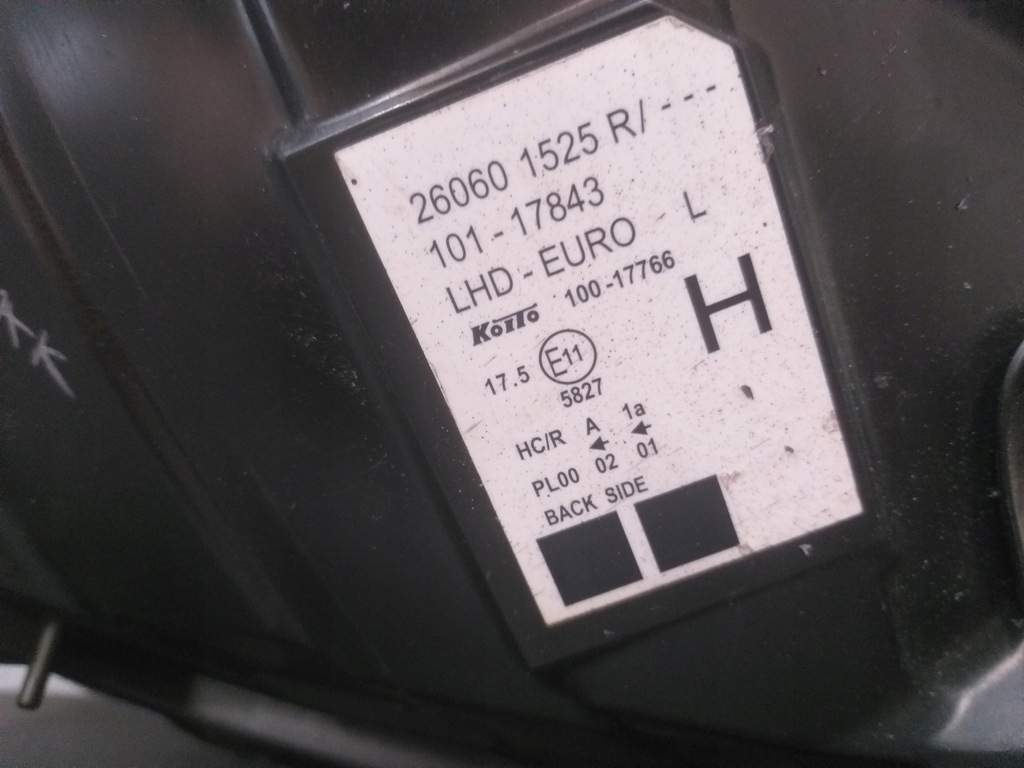 26060 1525 R/ - - -
101 - 17843
LHD - EURO L
KOITO 100-17766
H
17.5 E11
5827
HC/R A 1a
← ←
PL00 02 01
BACK SIDE